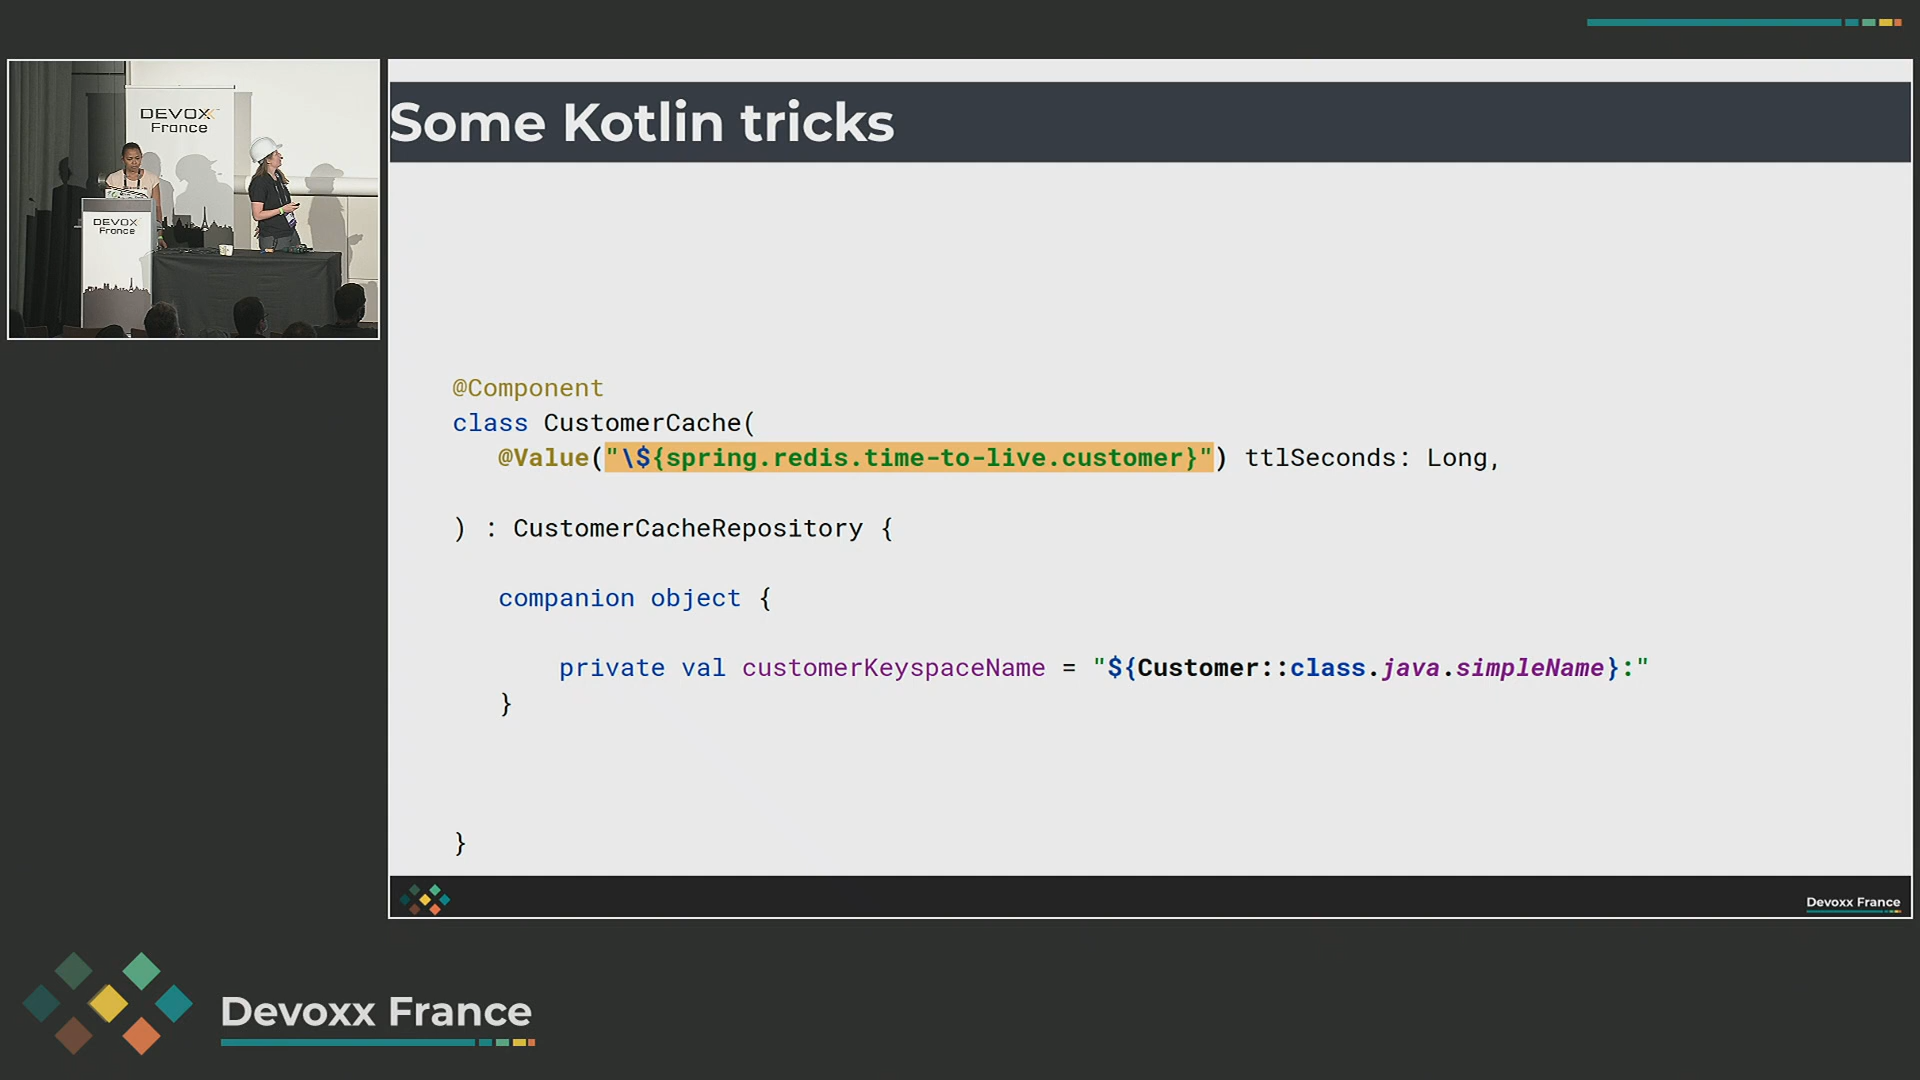 DEVOXX
France
DEVOXX
France
Some Kotlin tricks
@Component
class CustomerCache(
@Value("\${spring.redis.time-to-live.customer}") ttlSeconds: Long,
) : CustomerCacheRepository {
companion object {
private val customerKeyspaceName = "${Customer::class.java.simpleName}:"
}
}
Devoxx France
Devoxx France